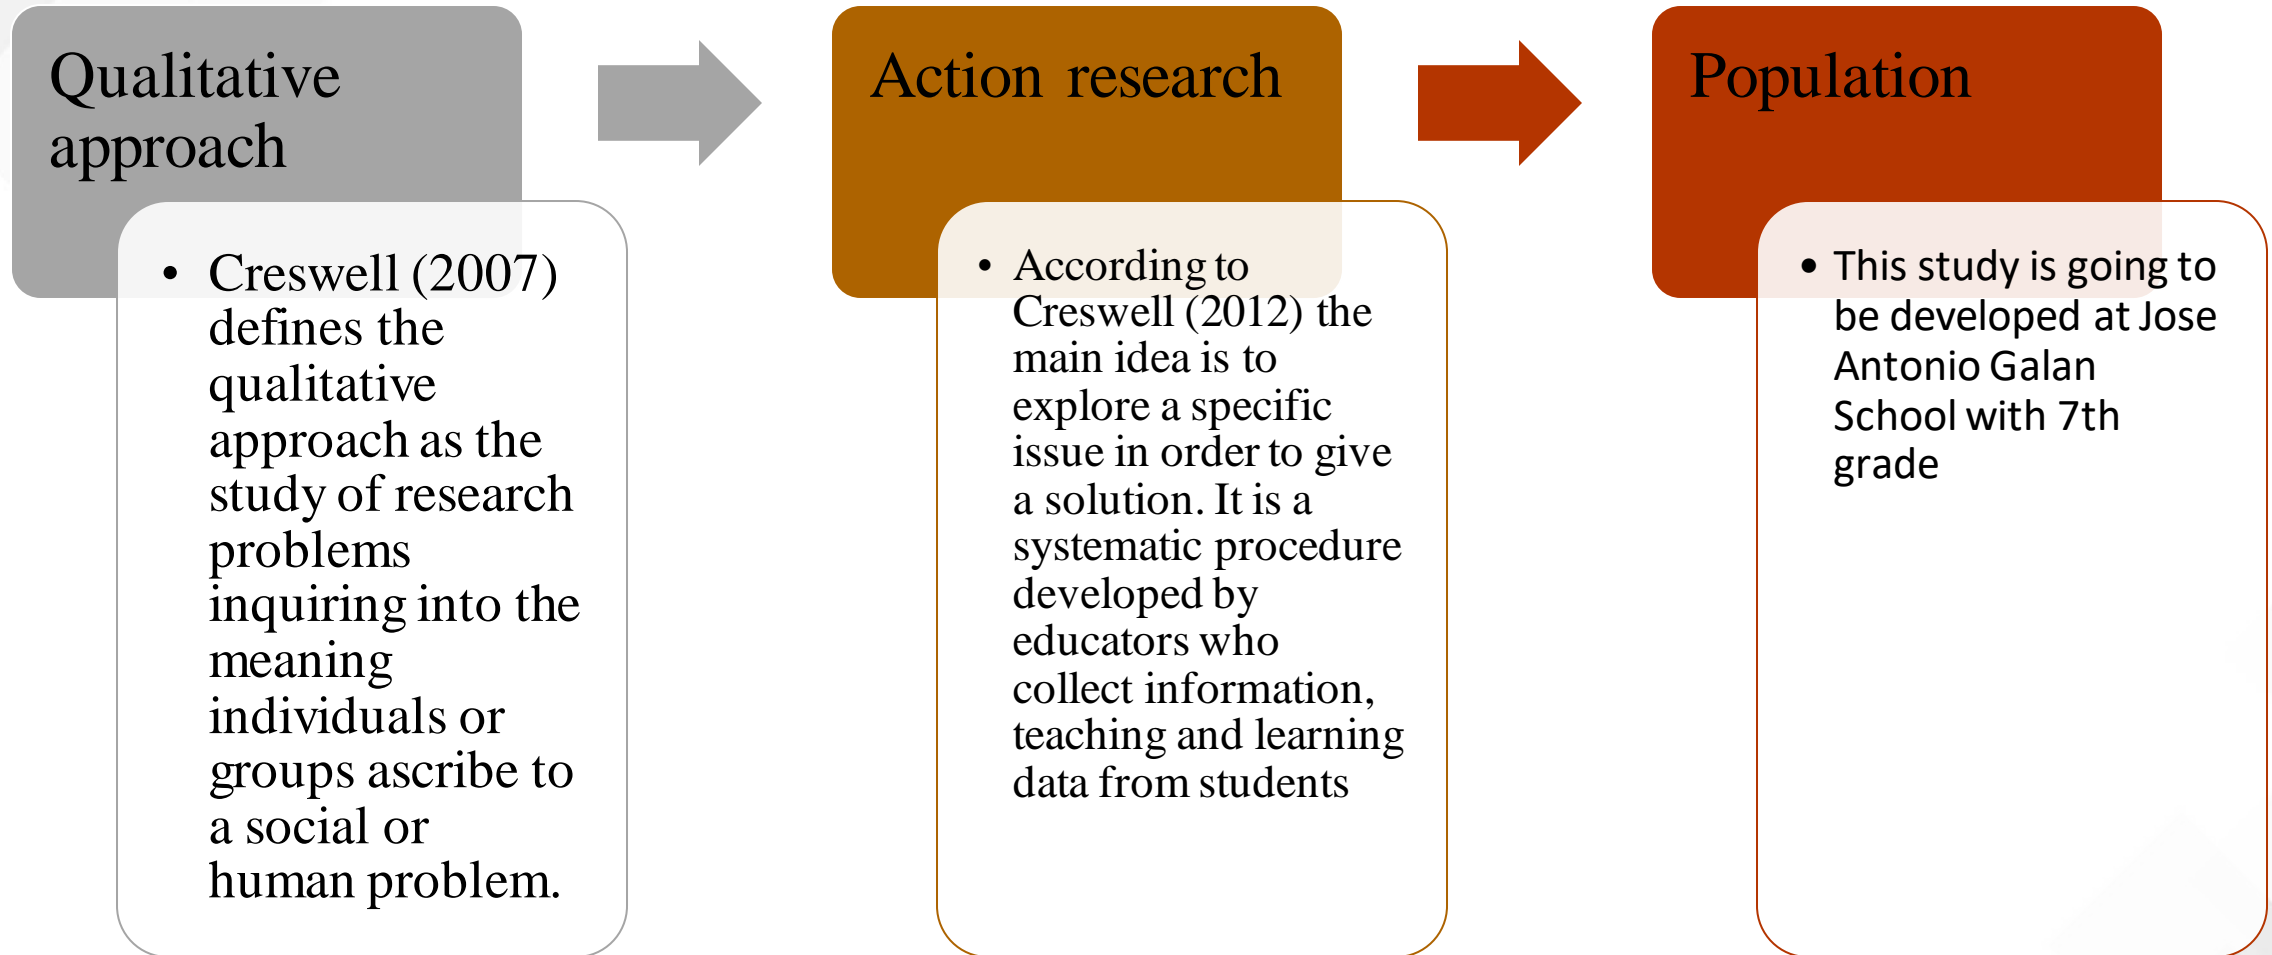 Qualitative
approach
• Creswell (2007)
defines the
qualitative
approach as the
study of research
problems
inquiring into the
meaning
individuals or
groups ascribe to
a social or
human problem.
Action research
• According to
Creswell (2012) the
main idea is to
explore a specific
issue in order to give
a solution. It is a
systematic procedure
developed by
educators who
collect information,
teaching and learning
data from students
Population
• This study is going to
be developed at Jose
Antonio Galan
School with 7th
grade